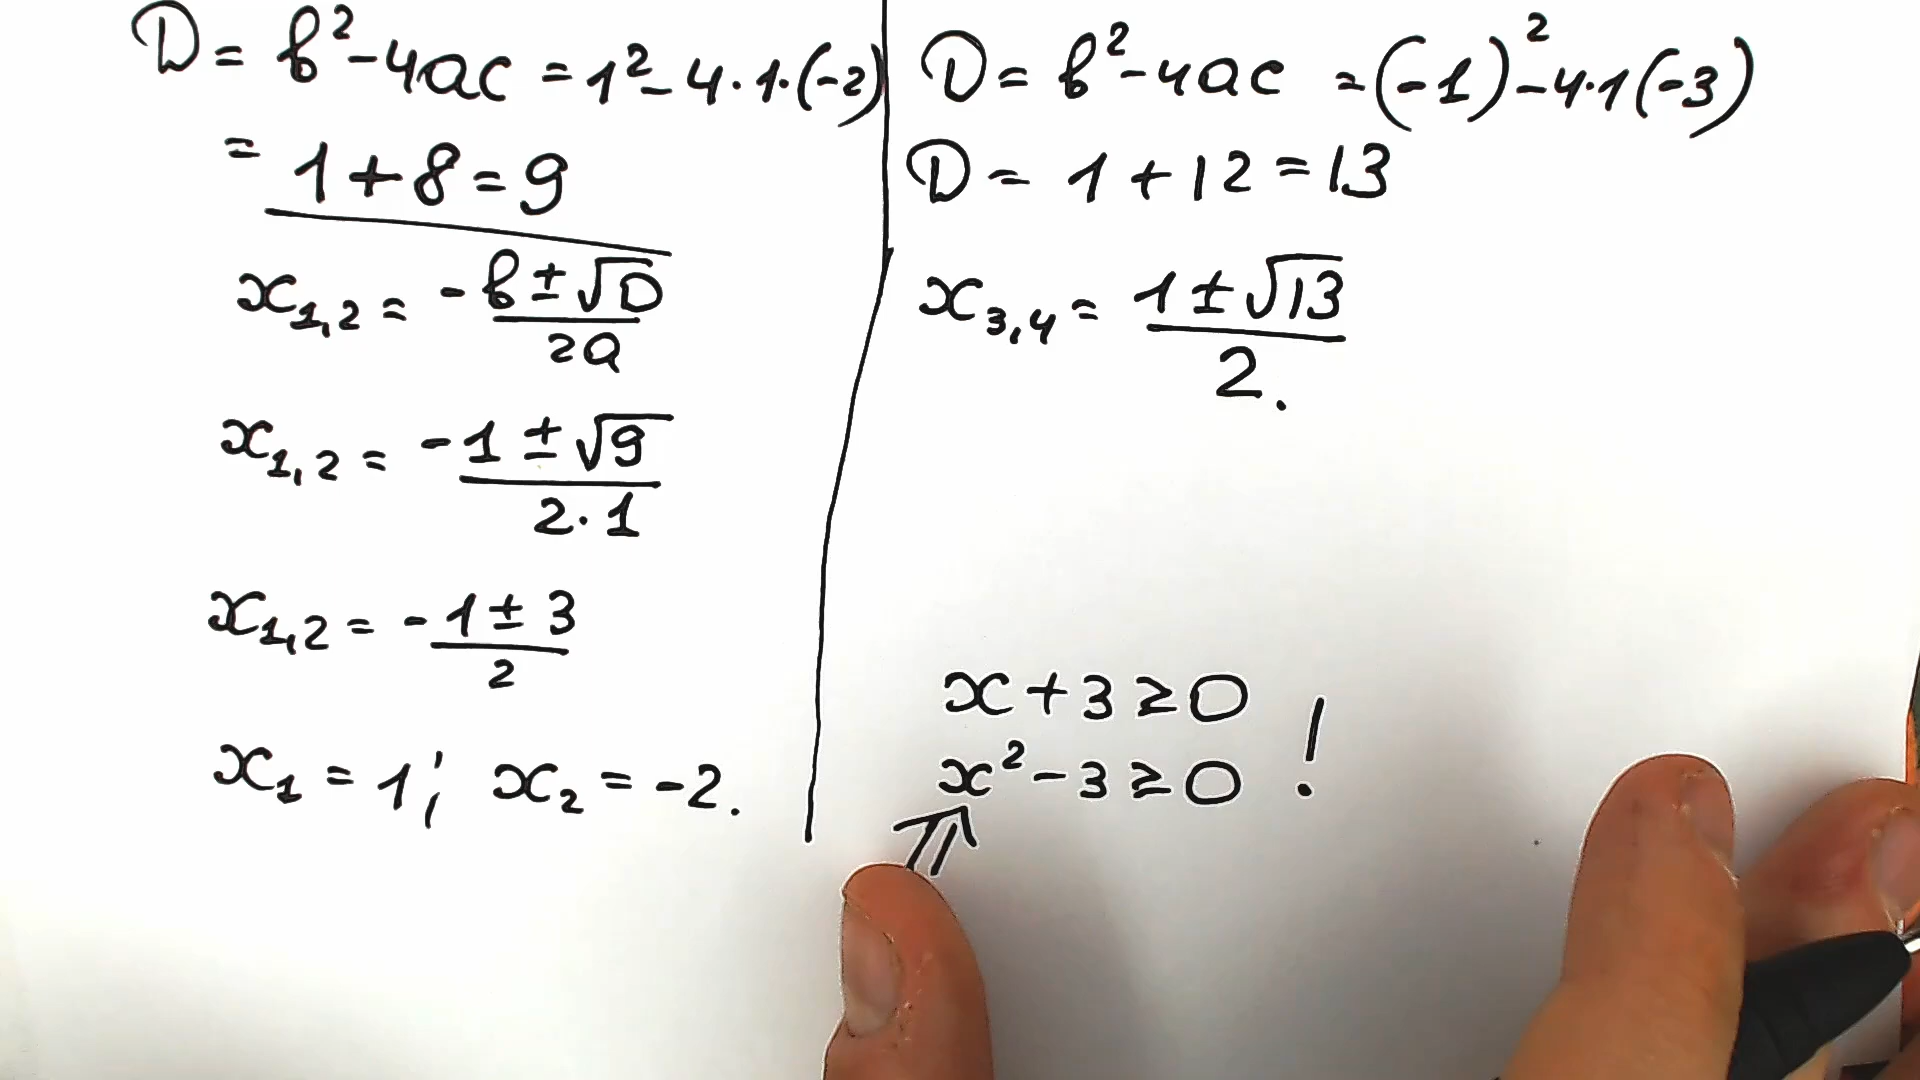 D = b² - 4ac = 1² - 4 · 1 · (-2)
= 1 + 8 = 9
x₁,₂ = (-b ± √D) / 2a
x₁,₂ = (-1 ± √9) / 2 · 1
x₁,₂ = (-1 ± 3) / 2
x₁ = 1; x₂ = -2.
D = b² - 4ac = (-1)² - 4 · 1 (-3)
D = 1 + 12 = 13
x₃,₄ = (1 ± √13) / 2.
x + 3 ≥ 0
x² - 3 ≥ 0 !